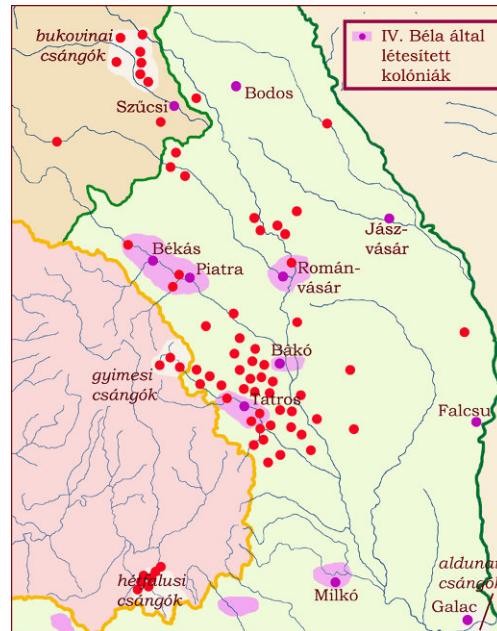 bukovinai
csángók
IV. Béla által
létesített
kolóniák
Szűcsi
Bodos
Jász-
vásár
Békás
Piatra
Román-
vásár
Bákó
gyimesi
csángók
Tatros
Falcsu
hétfalusi
csángók
Milkó
aldunai
csángók
Galac